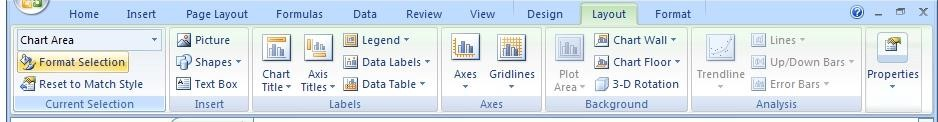 Home Insert Page Layout Formulas Data Review View Design Layout Format
Chart Area
Format Selection
Reset to Match Style
Current Selection
Picture
Shapes
Text Box
Insert
Chart Title
Axis Titles
Legend
Data Labels
Data Table
Labels
Axes
Gridlines
Axes
Plot Area
Chart Wall
Chart Floor
3-D Rotation
Background
Trendline
Lines
Up/Down Bars
Error Bars
Analysis
Properties